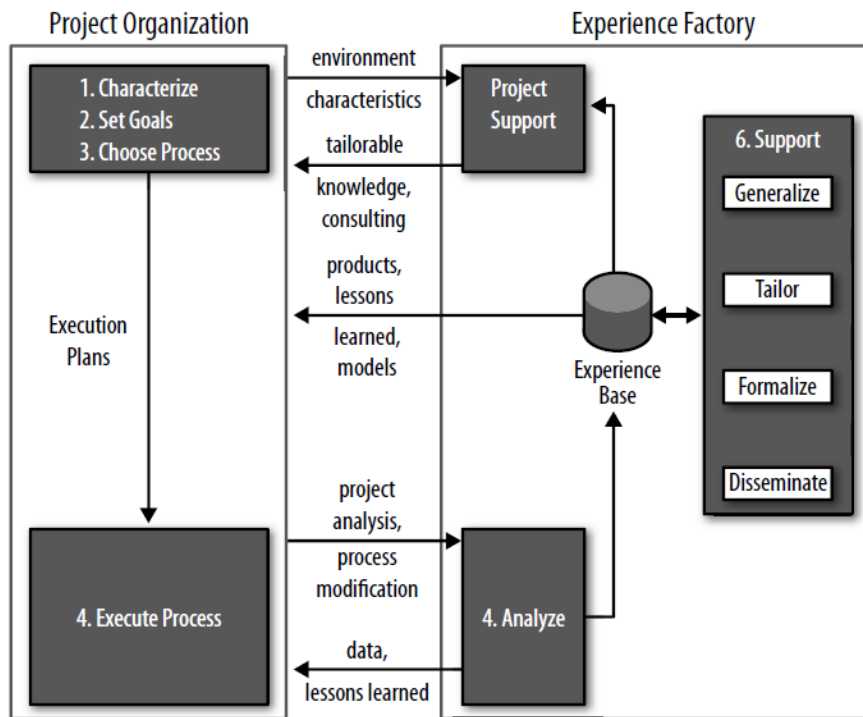 Project Organization
Experience Factory
1. Characterize
2. Set Goals
3. Choose Process
environment
characteristics
tailorable
knowledge,
consulting
Project
Support
6. Support
Generalize
Tailor
Formalize
Disseminate
products,
lessons
learned,
models
Experience
Base
Execution
Plans
project
analysis,
process
modification
4. Execute Process
4. Analyze
data,
lessons learned